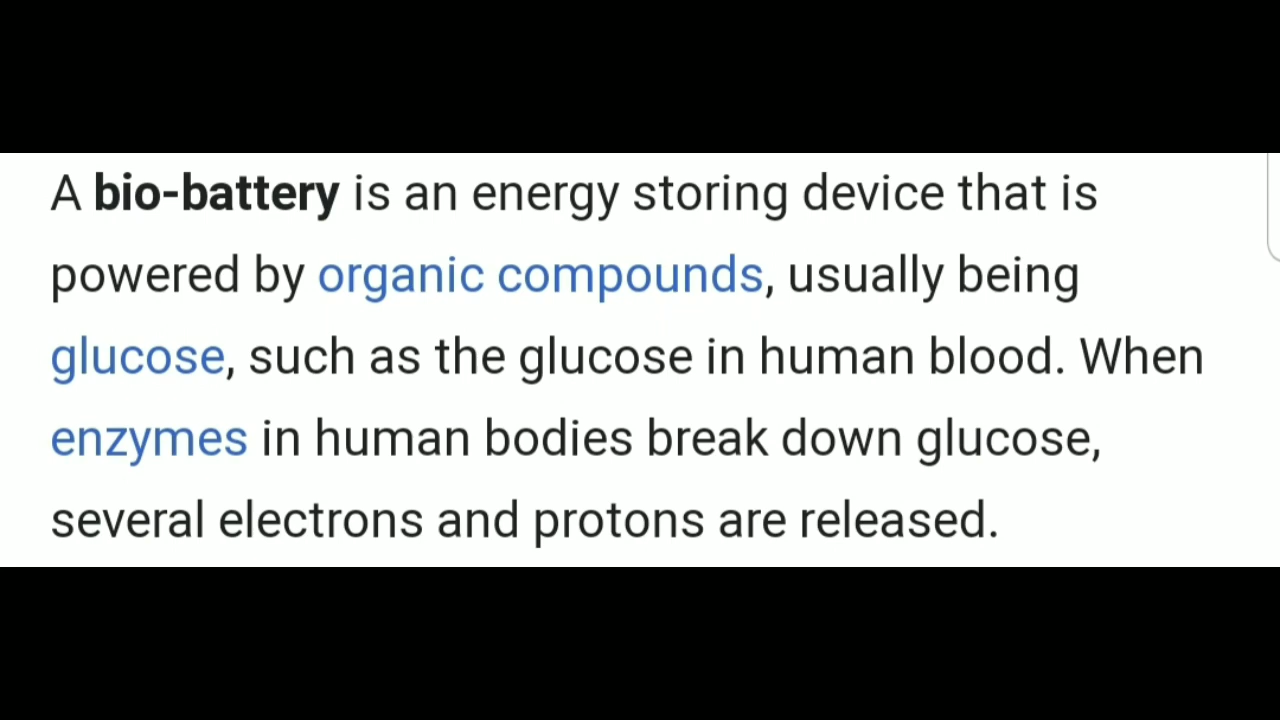 A bio-battery is an energy storing device that is
powered by organic compounds, usually being
glucose, such as the glucose in human blood. When
enzymes in human bodies break down glucose,
several electrons and protons are released.